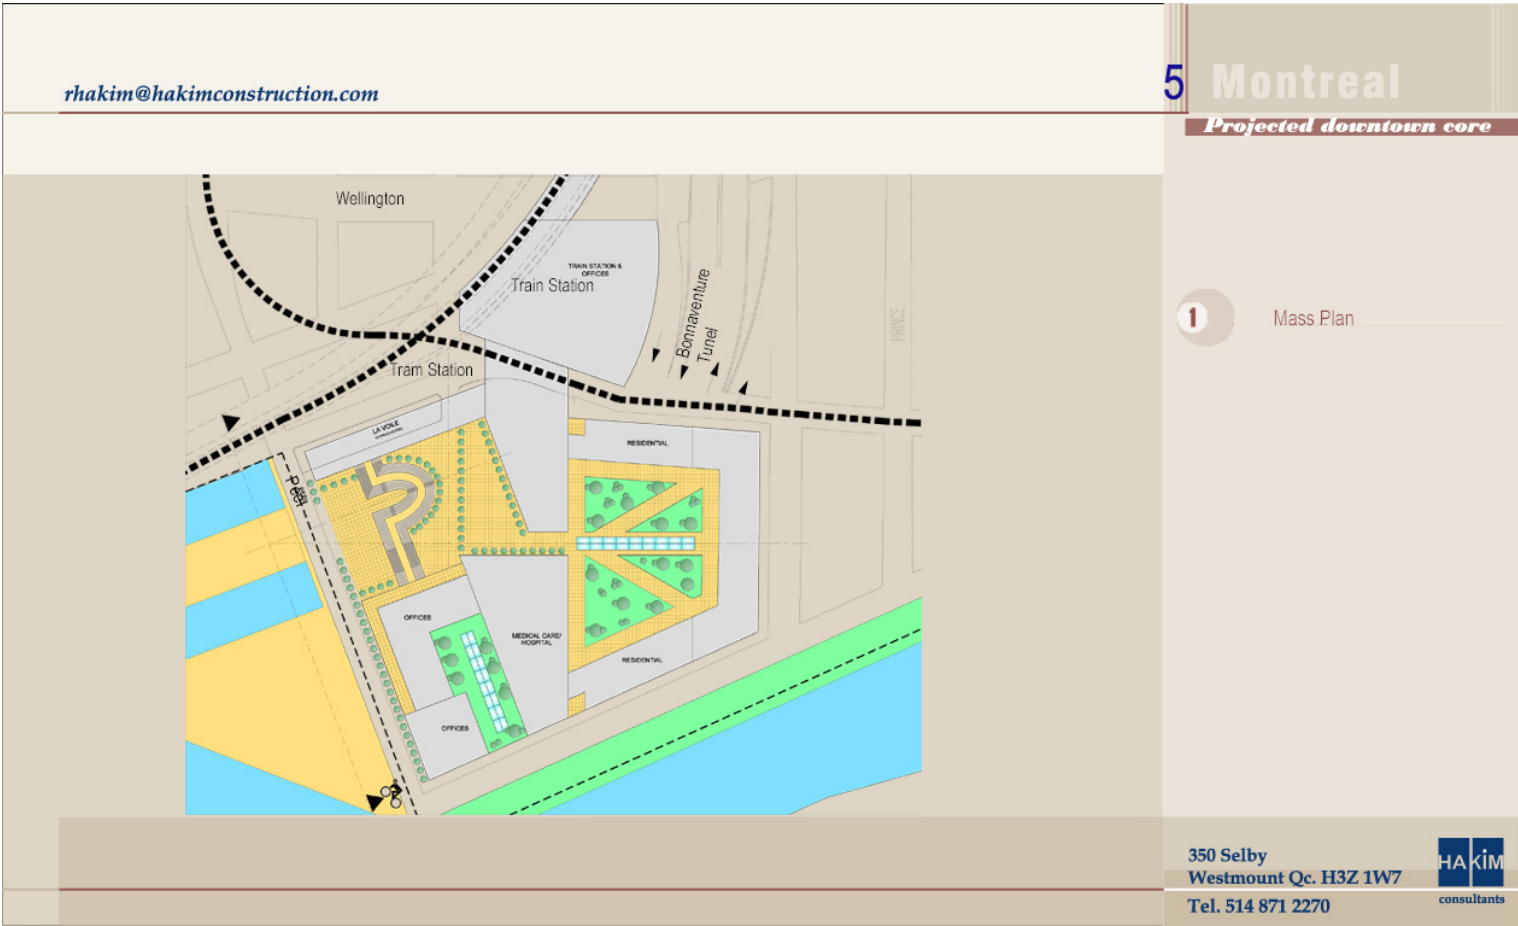 rhakim@hakimconstruction.com
5
Montreal
Projected downtown core
Wellington
TRAIN STATION &
OFFICES
Train Station
Bonnaventure
Tunel
PRINCE
1
Mass Plan
Tram Station
LA VOILE
RESIDENTIAL
Peel
OFFICES
MEDICAL CARE/
HOSPITAL
RESIDENTIAL
OFFICES
350 Selby
Westmount Qc. H3Z 1W7
Tel. 514 871 2270
HAKIM
consultants